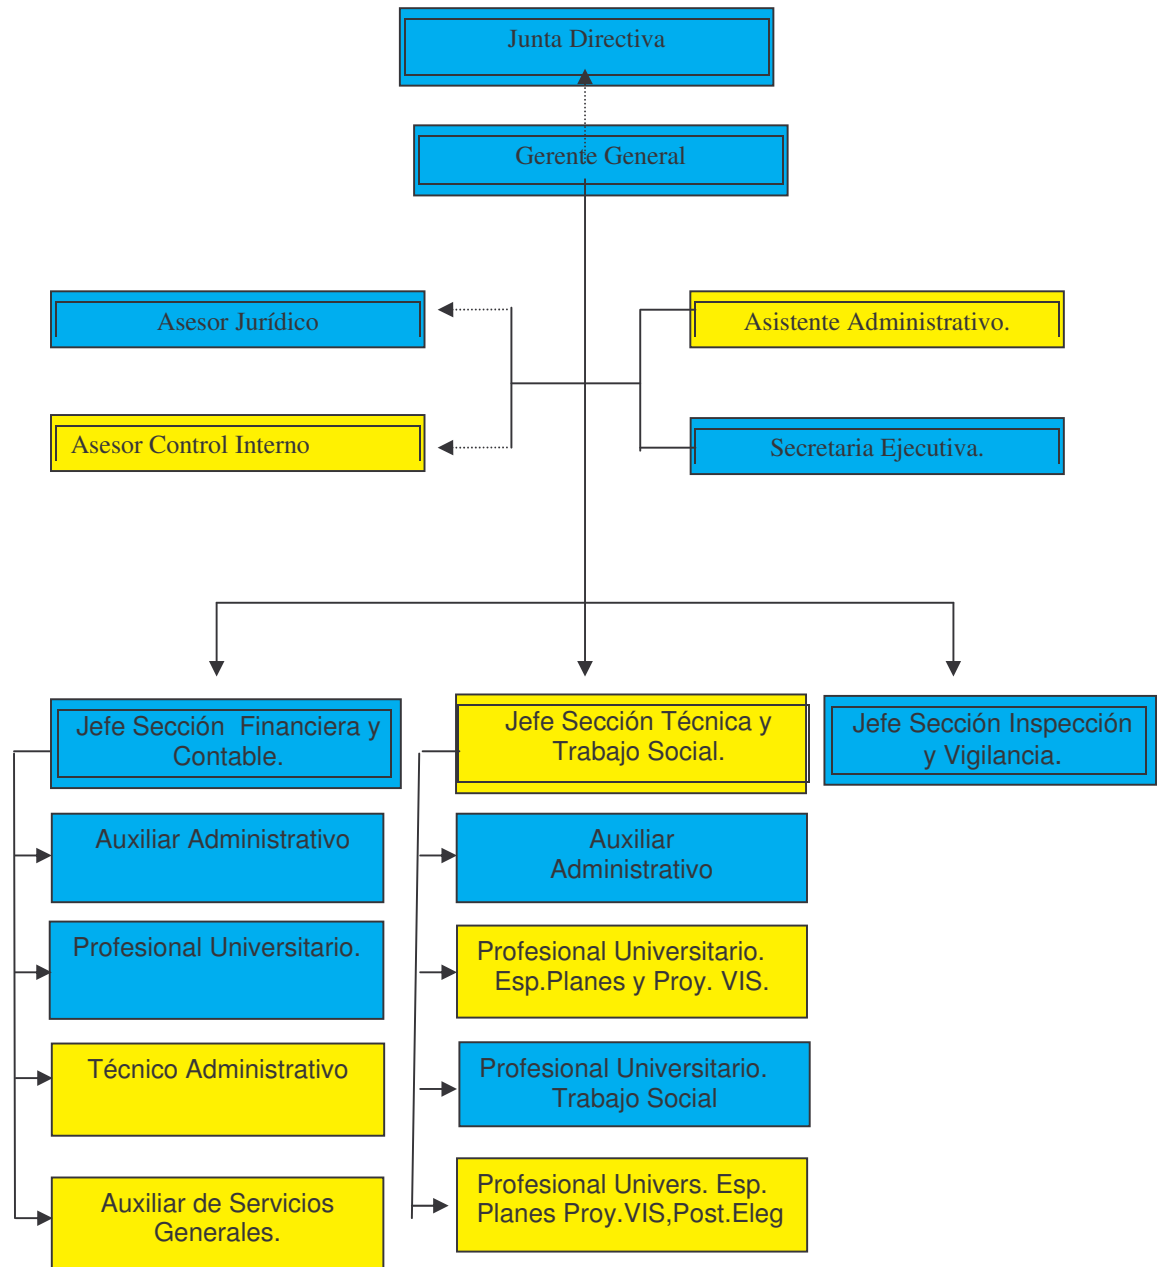 Junta Directiva
Gerente General
Asesor Jurídico
Asistente Administrativo.
Asesor Control Interno
Secretaria Ejecutiva.
Jefe Sección Financiera y
Contable.
Jefe Sección Técnica y
Trabajo Social.
Jefe Sección Inspección
y Vigilancia.
Auxiliar Administrativo
Profesional Universitario.
Técnico Administrativo
Auxiliar de Servicios
Generales.
Auxiliar
Administrativo
Profesional Universitario.
Esp.Planes y Proy. VIS.
Profesional Universitario.
Trabajo Social
Profesional Univers. Esp.
Planes Proy.VIS,Post.Eleg